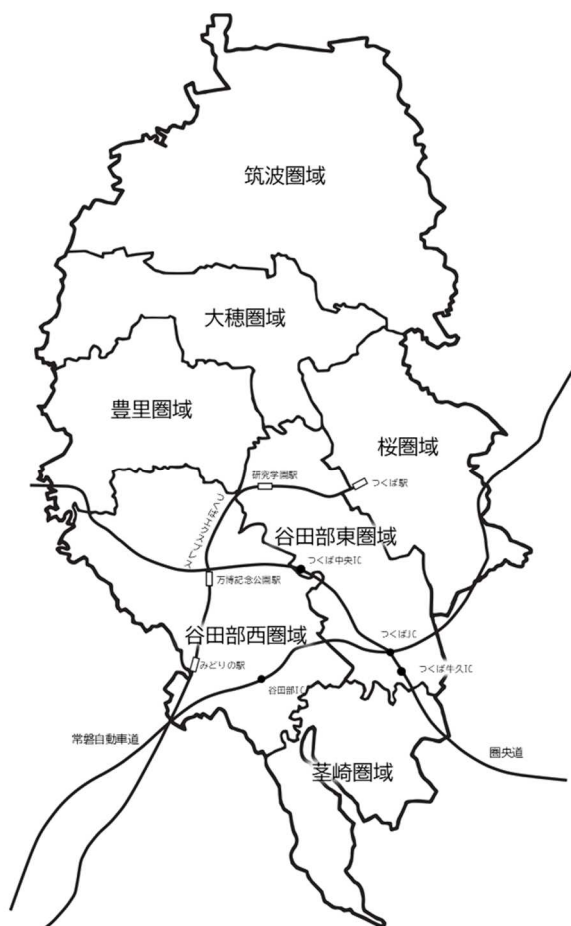 筑波圏域
大穂圏域
豊里圏域
桜圏域
研究学園駅
つくば駅
つくばエクスプレス
谷田部東圏域
つくば中央IC
万博記念公園駅
谷田部西圏域
つくばJC
みどりの駅
つくば牛久IC
谷田部IC
常磐自動車道
圏央道
茎崎圏域